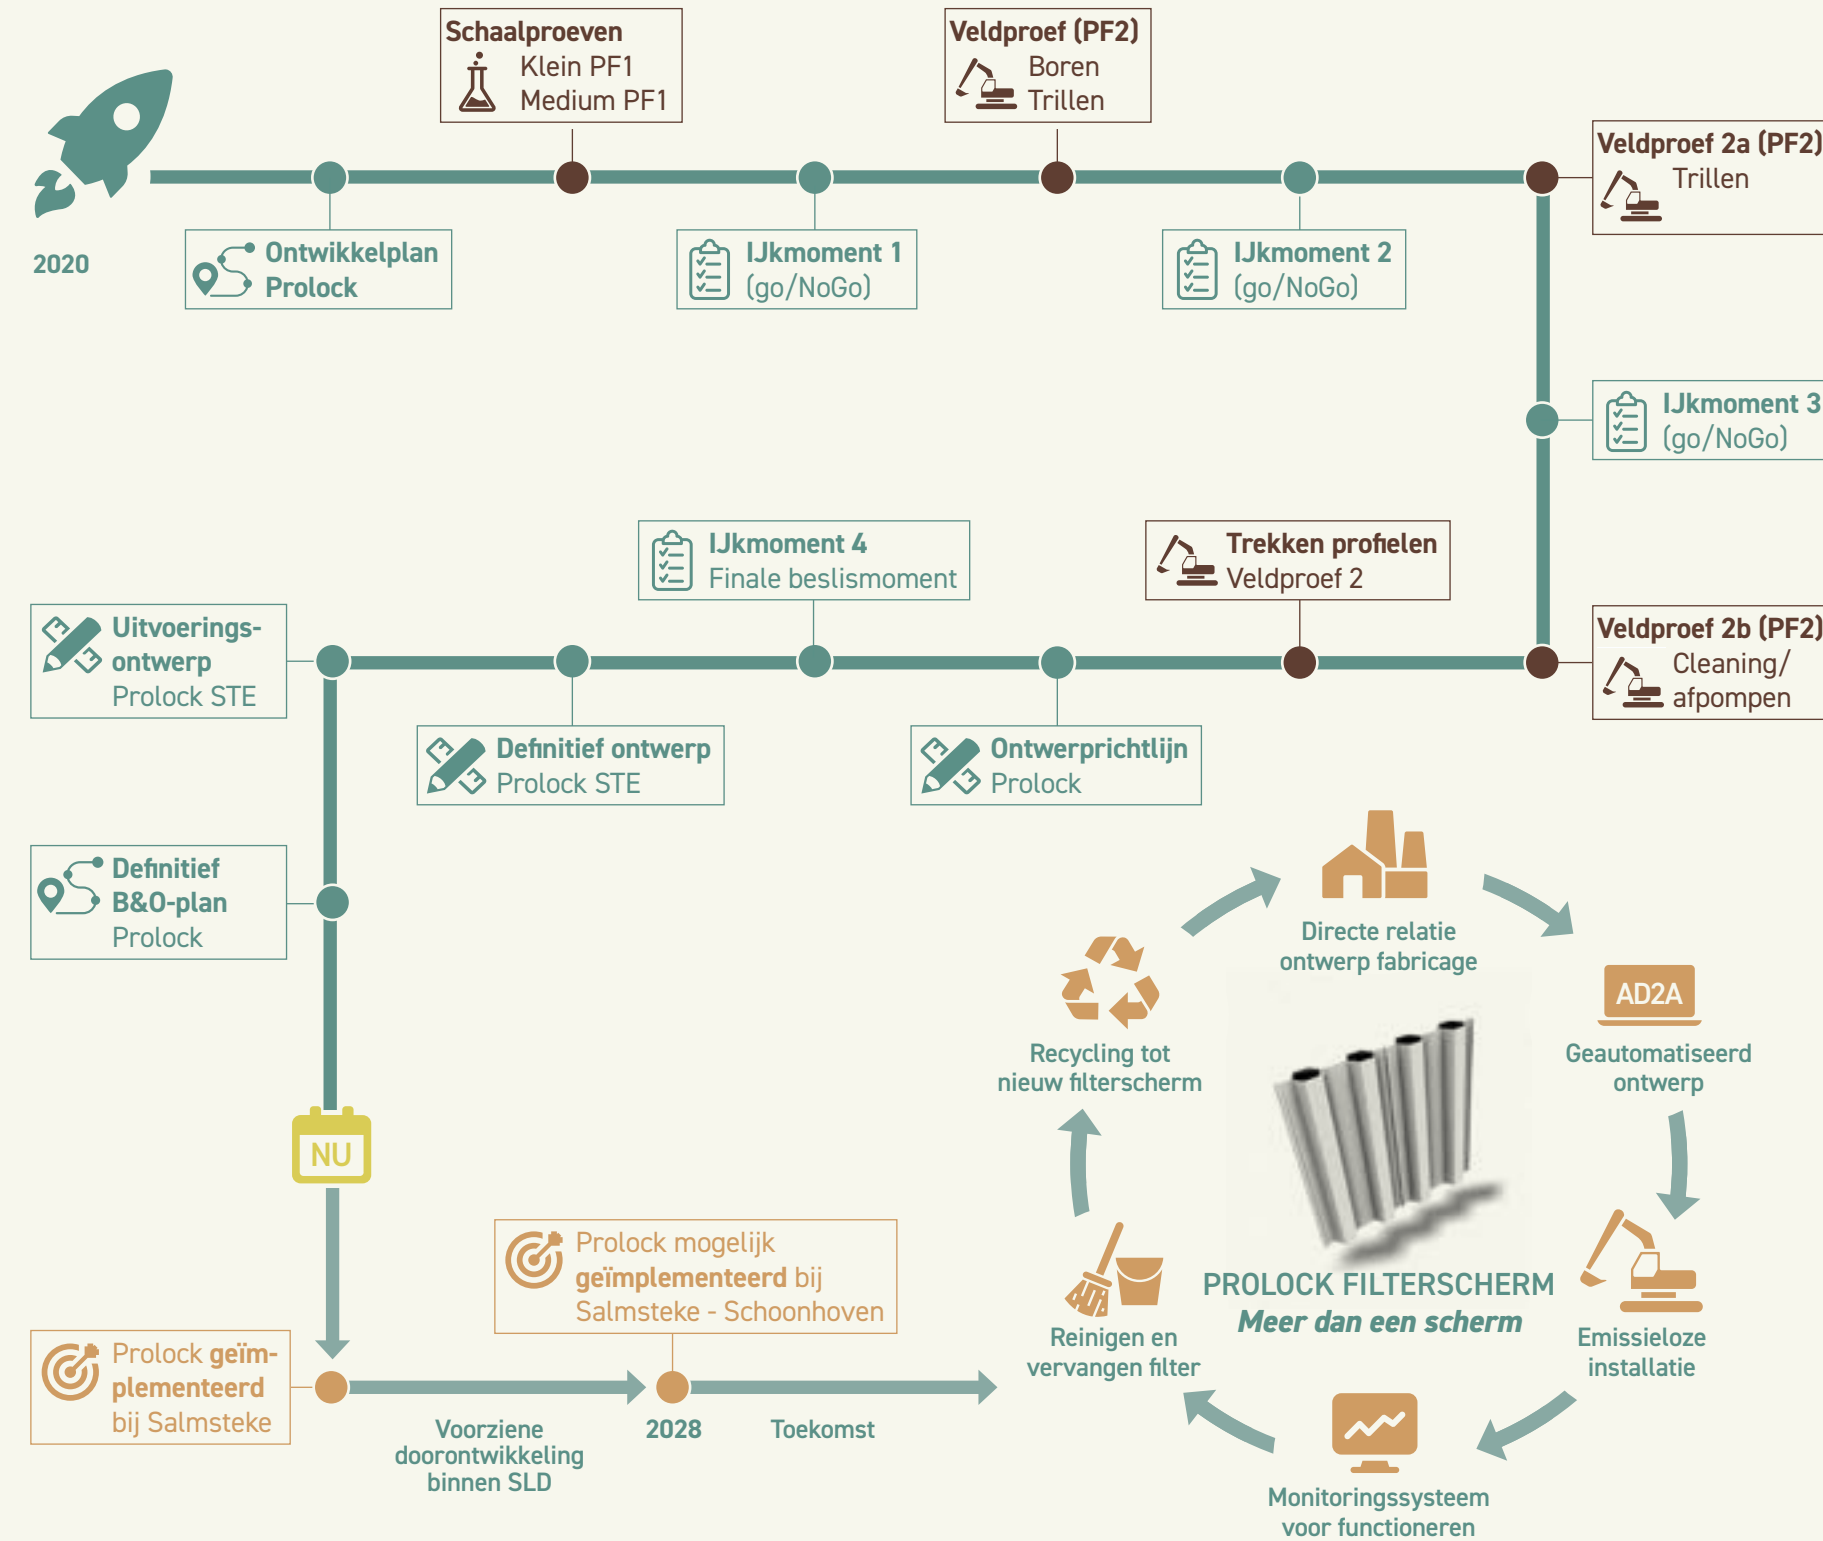 Schaalproeven
Klein PF1
Medium PF1
Veldproef (PF2)
Boren
Trillen
Veldproef 2a (PF2)
Trillen
2020
Ontwikkelplan
Prolock
IJkmoment 1
(go/NoGo)
IJkmoment 2
(go/NoGo)
IJkmoment 3
(go/NoGo)
IJkmoment 4
Finale beslismoment
Trekken profielen
Veldproef 2
Veldproef 2b (PF2)
Cleaning/
afpompen
Uitvoerings-
ontwerp
Prolock STE
Definitief ontwerp
Prolock STE
Ontwerprichtlijn
Prolock
Definitief
B&O-plan
Prolock
NU
Prolock geïm-
plementeerd
bij Salmsteke
Prolock mogelijk
geïmplementeerd bij
Salmsteke - Schoonhoven
Voorziene
doorontwikkeling
binnen SLD
2028
Toekomst
Directe relatie
ontwerp fabricage
AD2A
Geautomatiseerd
ontwerp
Emissieloze
installatie
Monitoringssysteem
voor functioneren
Reinigen en
vervangen filter
Recycling tot
nieuw filterscherm
PROLOCK FILTERSCHERM
Meer dan een scherm